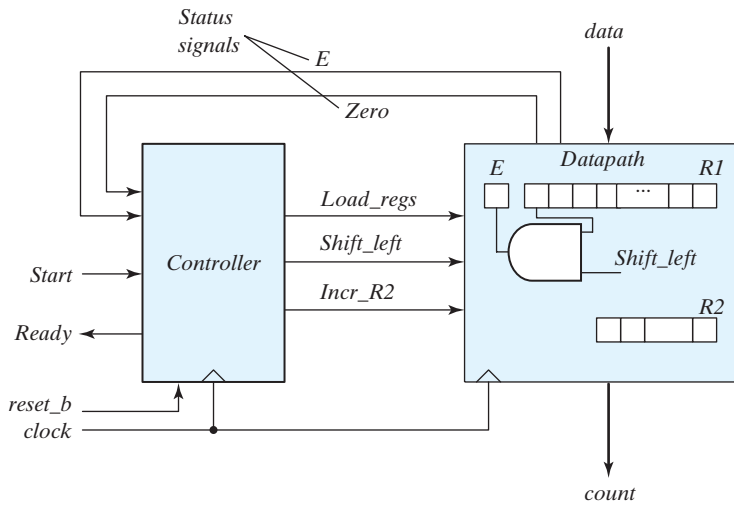 Status
signals
E
data
Zero
Datapath
E
R1
...
Load_regs
Shift_left
Shift_left
Controller
Start
Incr_R2
R2
Ready
reset_b
clock
count